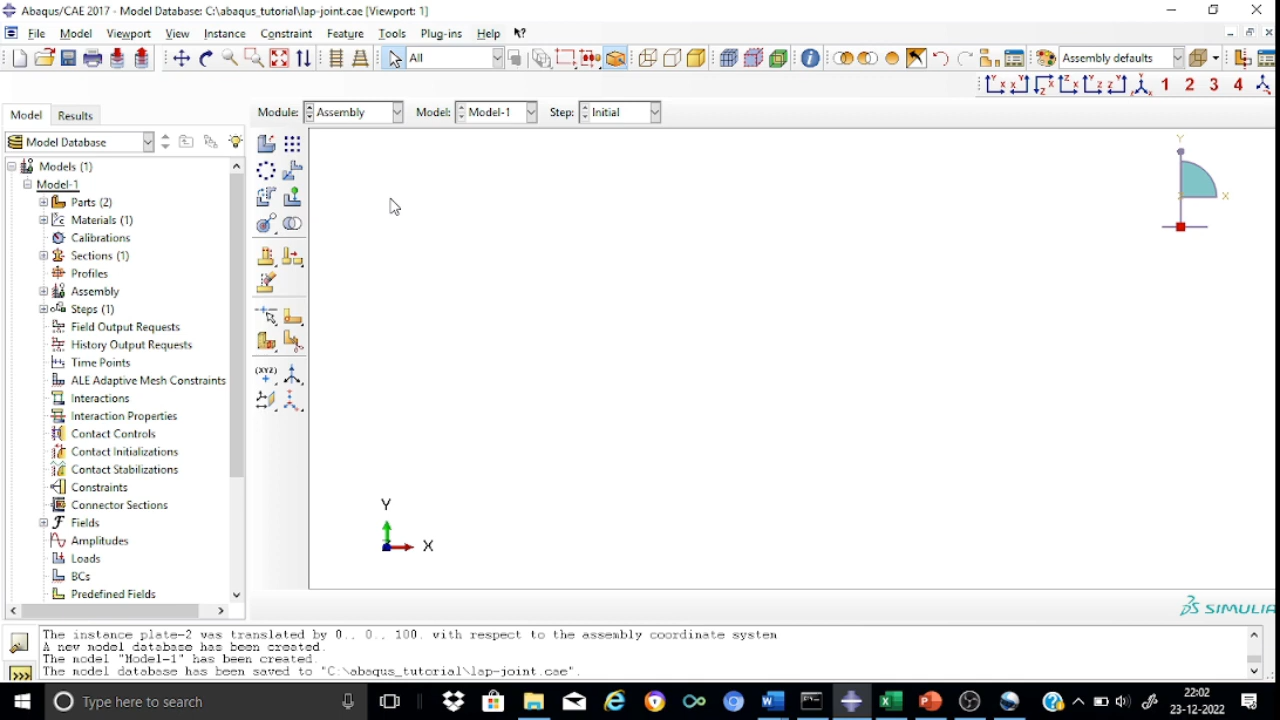 Abaqus/CAE 2017 - Model Database: C:\abaqus_tutorial\lap-joint.cae [Viewport: 1]
File Model Viewport View Instance Constraint Feature Tools Plug-ins Help
All
Assembly defaults
1 2 3 4
Model Results
Module: Assembly Model: Model-1 Step: Initial
Model Database
Models (1)
Model-1
Parts (2)
Materials (1)
Calibrations
Sections (1)
Profiles
Assembly
Steps (1)
Field Output Requests
History Output Requests
Time Points
ALE Adaptive Mesh Constraints
Interactions
Interaction Properties
Contact Controls
Contact Initializations
Contact Stabilizations
Constraints
Connector Sections
Fields
Amplitudes
Loads
BCs
Predefined Fields
(XYZ)
Y
X
Y
X
SIMULIA
The instance plate-2 was translated by 0., 0., 100. with respect to the assembly coordinate system
A new model database has been created.
The model "Model-1" has been created.
The model database has been saved to "C:\abaqus_tutorial\lap-joint.cae".
Type here to search
22:02
23-12-2022